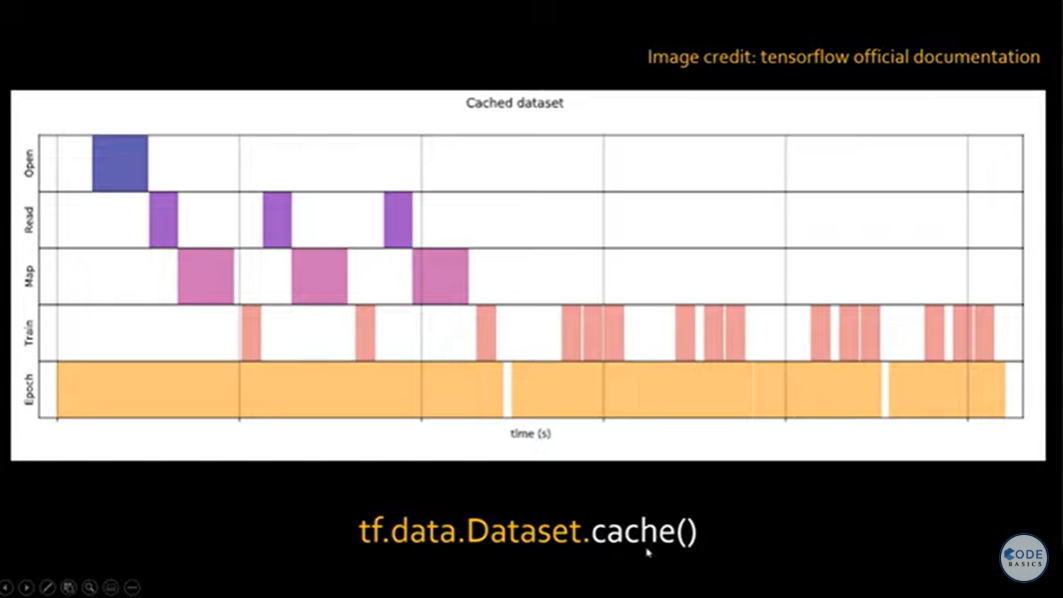 Image credit: tensorflow official documentation
Cached dataset
Open
Read
Map
Train
Epoch
time (s)
tf.data.Dataset.cache()
CODE
BASICS